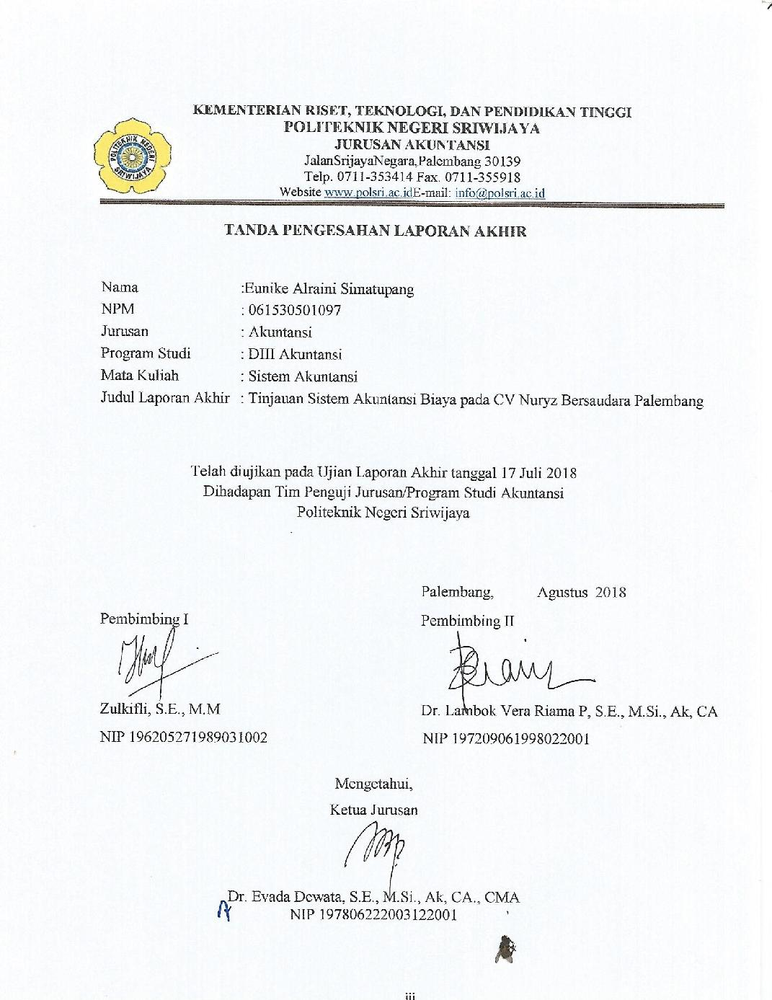 KEMENTERIAN RISET, TEKNOLOGI, DAN PENDIDIKAN TINGGI
POLITEKNIK NEGERI SRIWIJAYA
JURUSAN AKUNTANSI
JalanSrijayaNegara,Palembang 30139
Telp. 0711-353414 Fax. 0711-355918
Website www.polsri.ac.idE-mail: info@polsri.ac.id
POLITEKNIK NEGERI
SRIWIJAYA
TANDA PENGESAHAN LAPORAN AKHIR
Nama :Eunike Alraini Simatupang
NPM : 061530501097
Jurusan : Akuntansi
Program Studi : DIII Akuntansi
Mata Kuliah : Sistem Akuntansi
Judul Laporan Akhir : Tinjauan Sistem Akuntansi Biaya pada CV Nuryz Bersaudara Palembang
Telah diujikan pada Ujian Laporan Akhir tanggal 17 Juli 2018
Dihadapan Tim Penguji Jurusan/Program Studi Akuntansi
Politeknik Negeri Sriwijaya
Palembang, Agustus 2018
Pembimbing I Pembimbing II
Zulkifli, S.E., M.M Dr. Lambok Vera Riama P, S.E., M.Si., Ak, CA
NIP 196205271989031002 NIP 197209061998022001
Mengetahui,
Ketua Jurusan
Dr. Evada Dewata, S.E., M.Si., Ak, CA., CMA
NIP 197806222003122001
iii